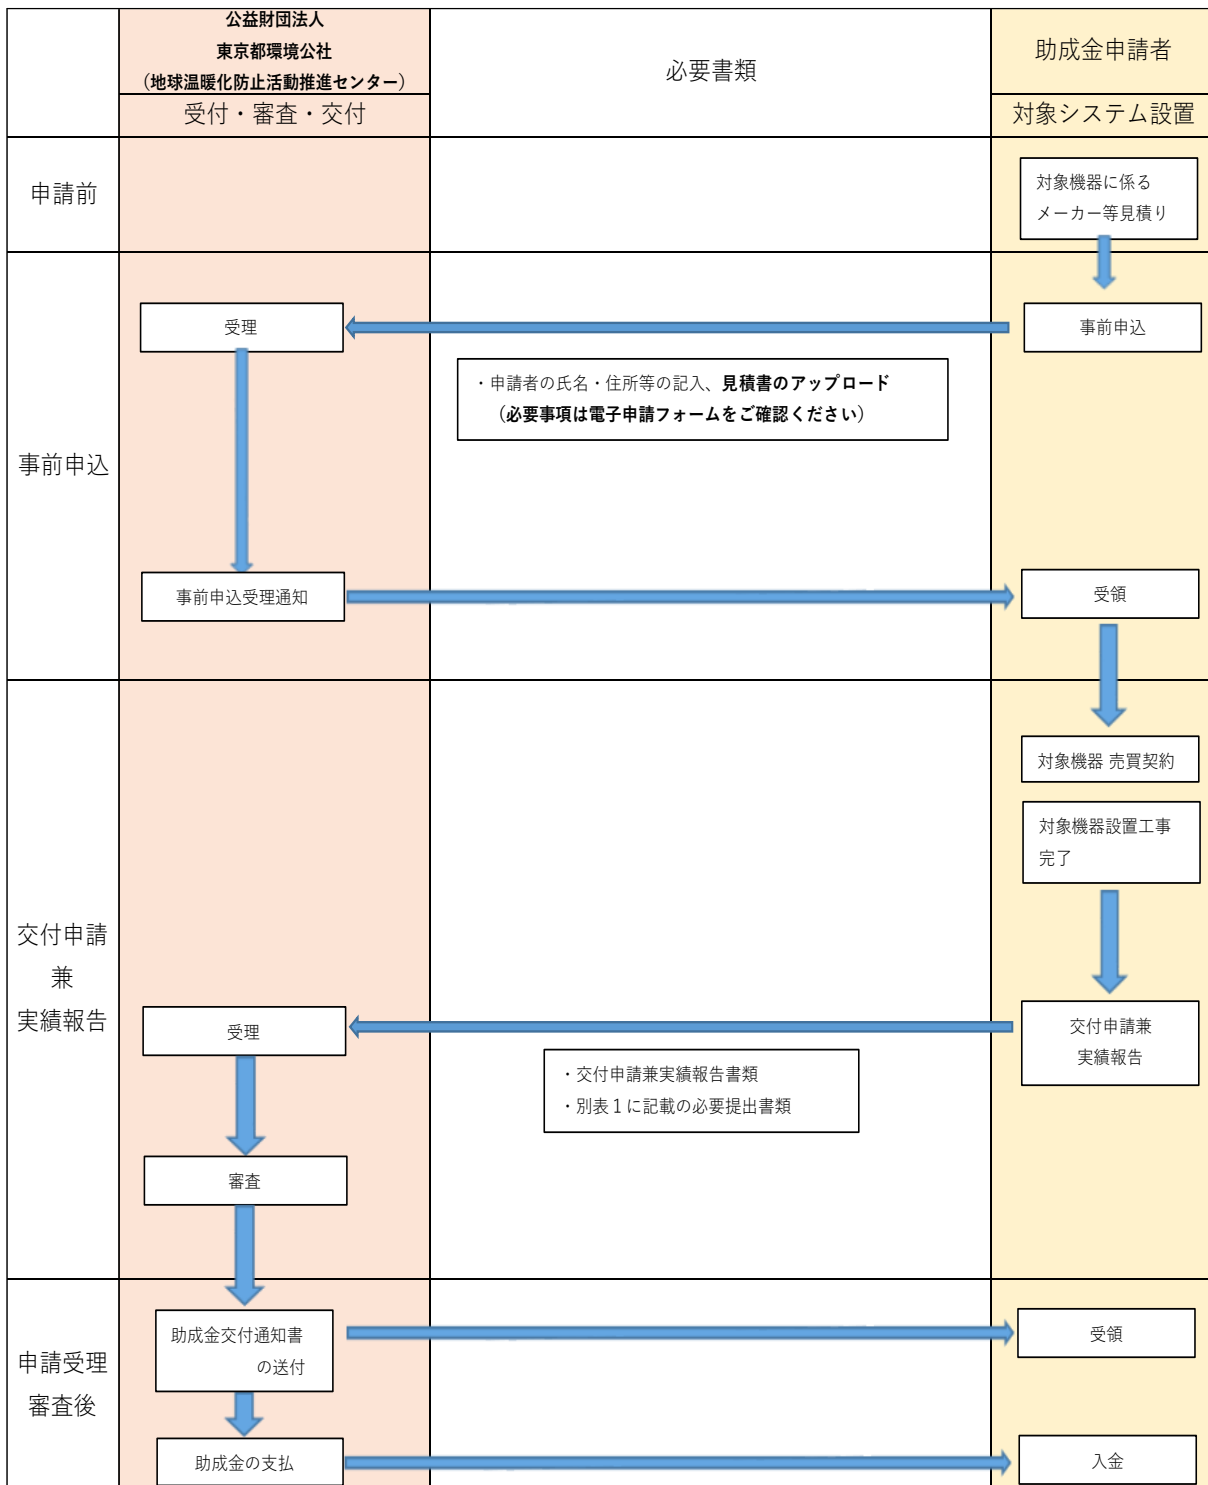 公益財団法人
東京都環境公社
（地球温暖化防止活動推進センター）
受付・審査・交付
必要書類
助成金申請者
対象システム設置
申請前
対象機器に係る
メーカー等見積り
事前申込
受理
事前申込
・申請者の氏名・住所等の記入、見積書のアップロード
（必要事項は電子申請フォームをご確認ください）
事前申込受理通知
受領
交付申請
兼
実績報告
対象機器 売買契約
対象機器設置工事
完了
受理
交付申請兼
実績報告
・交付申請兼実績報告書類
・別表１に記載の必要提出書類
審査
申請受理
審査後
助成金交付通知書
の送付
受領
助成金の支払
入金